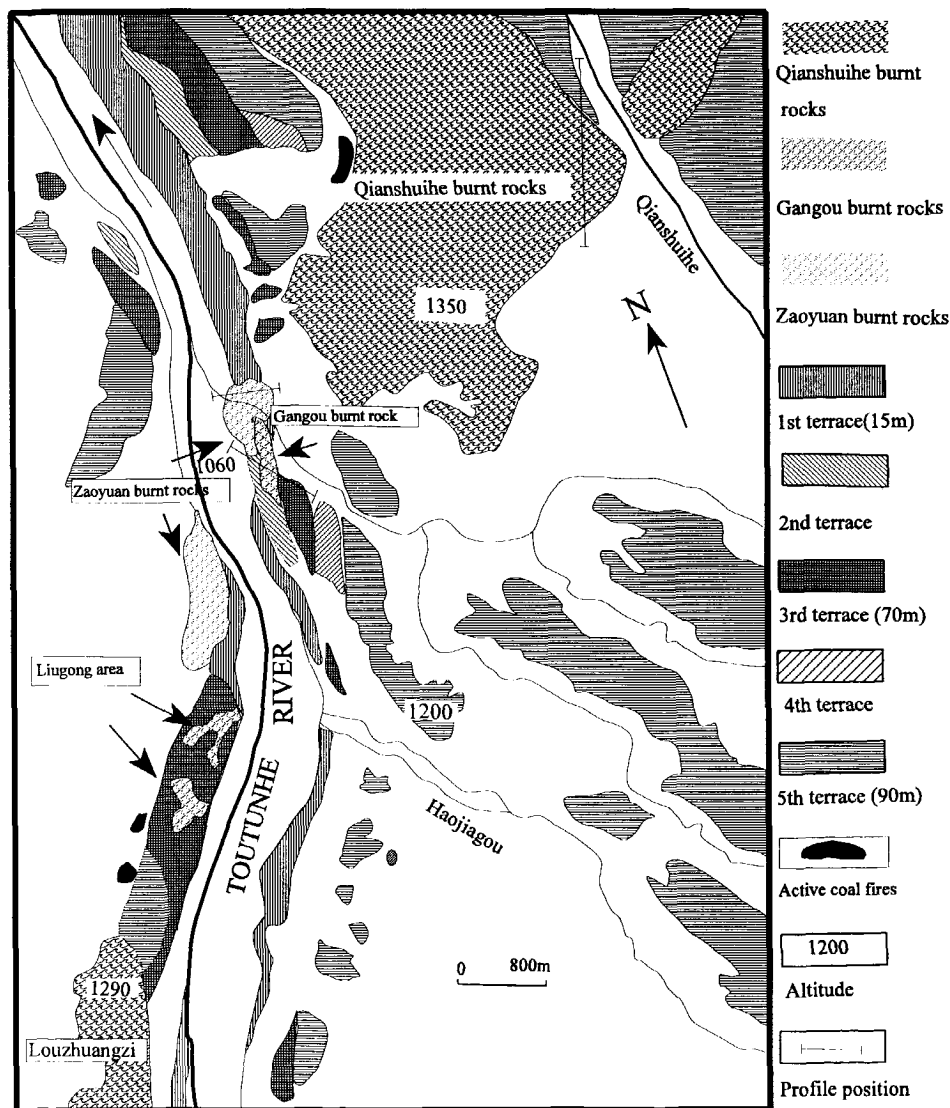 Qianshuihe burnt rocks
Qianshuihe
1350
N
Gangou burnt rock
1060
Zaoyuan burnt rocks
Liugong area
1200
TOUTUNHE RIVER
Haojiagou
0 800m
1290
Louzhuangzi
Qianshuihe burnt
rocks
Gangou burnt rocks
Zaoyuan burnt rocks
1st terrace(15m)
2nd terrace
3rd terrace (70m)
4th terrace
5th terrace (90m)
Active coal fires
1200
Altitude
Profile position